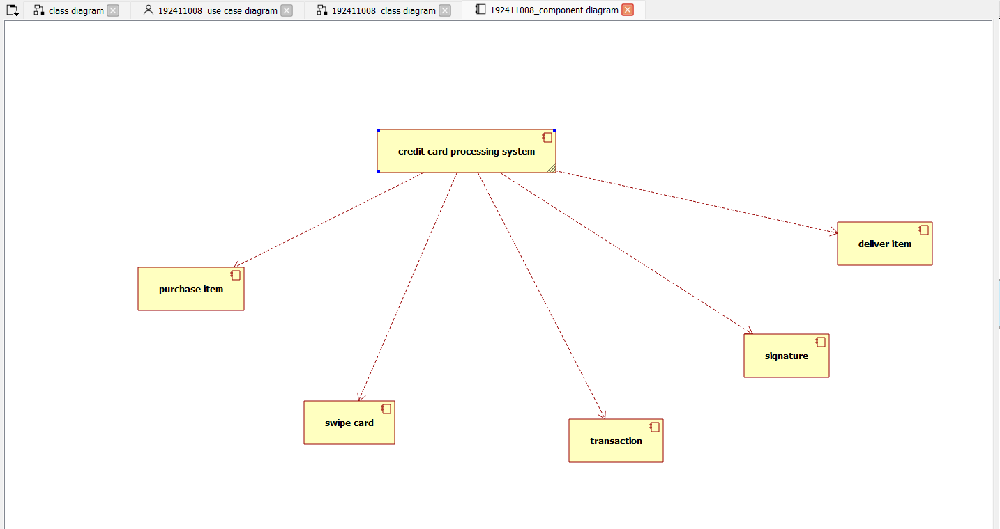 class diagram
192411008_use case diagram
192411008_class diagram
192411008_component diagram
credit card processing system
deliver item
purchase item
signature
swipe card
transaction